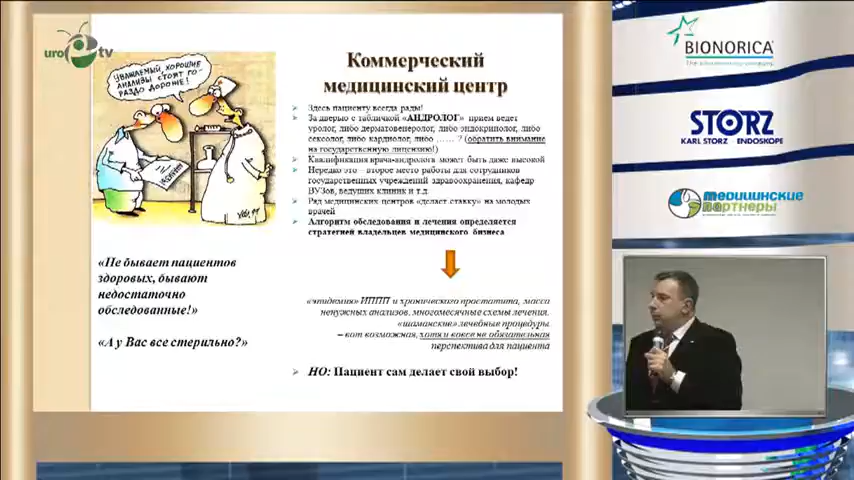 uro tv
УВАЖАЕМЫЙ, ХОРОШИЕ
АНАЛИЗЫ СТОЯТ ГО-
РАЗДО ДОРОЖЕ!
Коммерческий
медицинский центр
Здесь пациенту всегда рады!
За дверью с табличкой «АНДРОЛОГ» прием ведет
уролог, либо дерматовенеролог, либо эндокринолог, либо
сексолог, либо кардиолог, либо …… ? (обратить внимание
на государственную лицензию!)
Квалификация врача-андролога может быть даже высокой
Нередко это – второе место работы для сотрудников
государственных учреждений здравоохранения, кафедр
ВУЗов, ведущих клиник и т.д.
Ряд медицинских центров «делает ставку» на молодых
врачей
Алгоритм обследования и лечения определяется
стратегией владельцев медицинского бизнеса
«Не бывает пациентов
здоровых, бывают
недостаточно
обследованные!»
«А у Вас все стерильно?»
«эпидемия» ИППП и хронического простатита, масса
ненужных анализов, многомесячные схемы лечения,
«шаманские» лечебные процедуры
– вот возможная, хотя и вовсе не обязательная
перспектива для пациента
НО: Пациент сам делает свой выбор!
BIONORICA
STORZ
KARL STORZ ENDOSKOPE
медицинские
партнеры